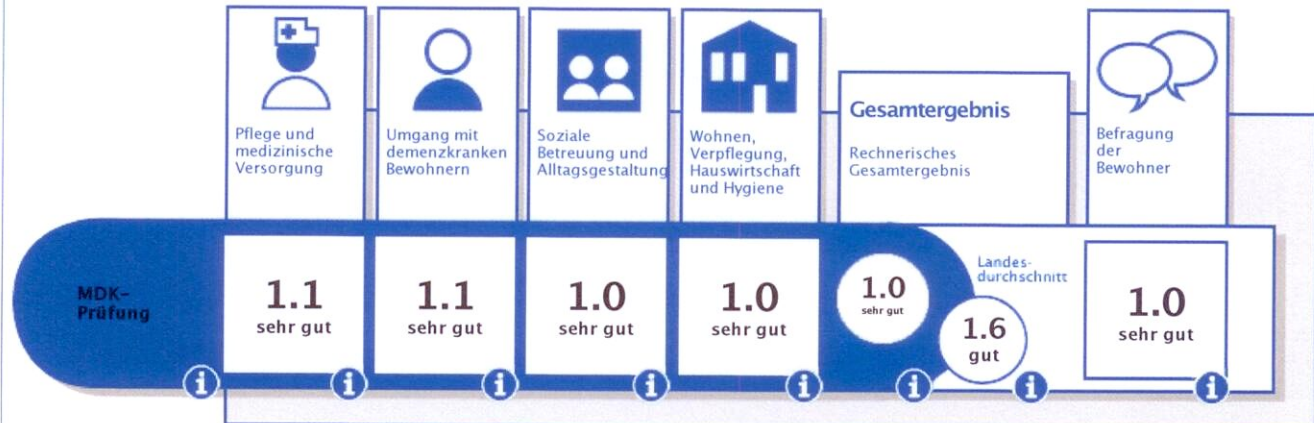 Pflege und
medizinische
Versorgung
Umgang mit
demenzkranken
Bewohnern
Soziale
Betreuung und
Alltagsgestaltung
Wohnen,
Verpflegung,
Hauswirtschaft
und Hygiene
Gesamtergebnis
Rechnerisches
Gesamtergebnis
Befragung
der
Bewohner
MDK-
Prüfung
1.1
sehr gut
1.1
sehr gut
1.0
sehr gut
1.0
sehr gut
1.0
sehr gut
Landes-
durchschnitt
1.6
gut
1.0
sehr gut
i
i
i
i
i
i
i
i